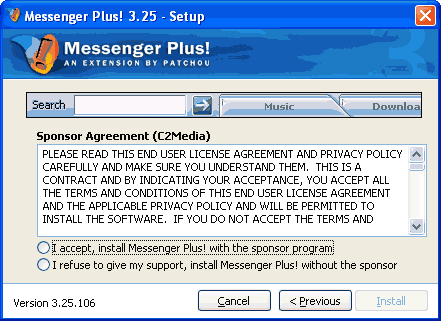 Messenger Plus! 3.25 - Setup
Messenger Plus!
AN EXTENSION BY PATCHOU
Search Music Downloa
Sponsor Agreement (C2Media)
PLEASE READ THIS END USER LICENSE AGREEMENT AND PRIVACY POLICY
CAREFULLY AND MAKE SURE YOU UNDERSTAND THEM. THIS IS A
CONTRACT AND BY INDICATING YOUR ACCEPTANCE, YOU ACCEPT ALL
THE TERMS AND CONDITIONS OF THIS END USER LICENSE AGREEMENT
AND THE APPLICABLE PRIVACY POLICY AND WILL BE PERMITTED TO
INSTALL THE SOFTWARE. IF YOU DO NOT ACCEPT THE TERMS AND
I accept, install Messenger Plus! with the sponsor program
I refuse to give my support, install Messenger Plus! without the sponsor
Version 3.25.106 Cancel < Previous Install